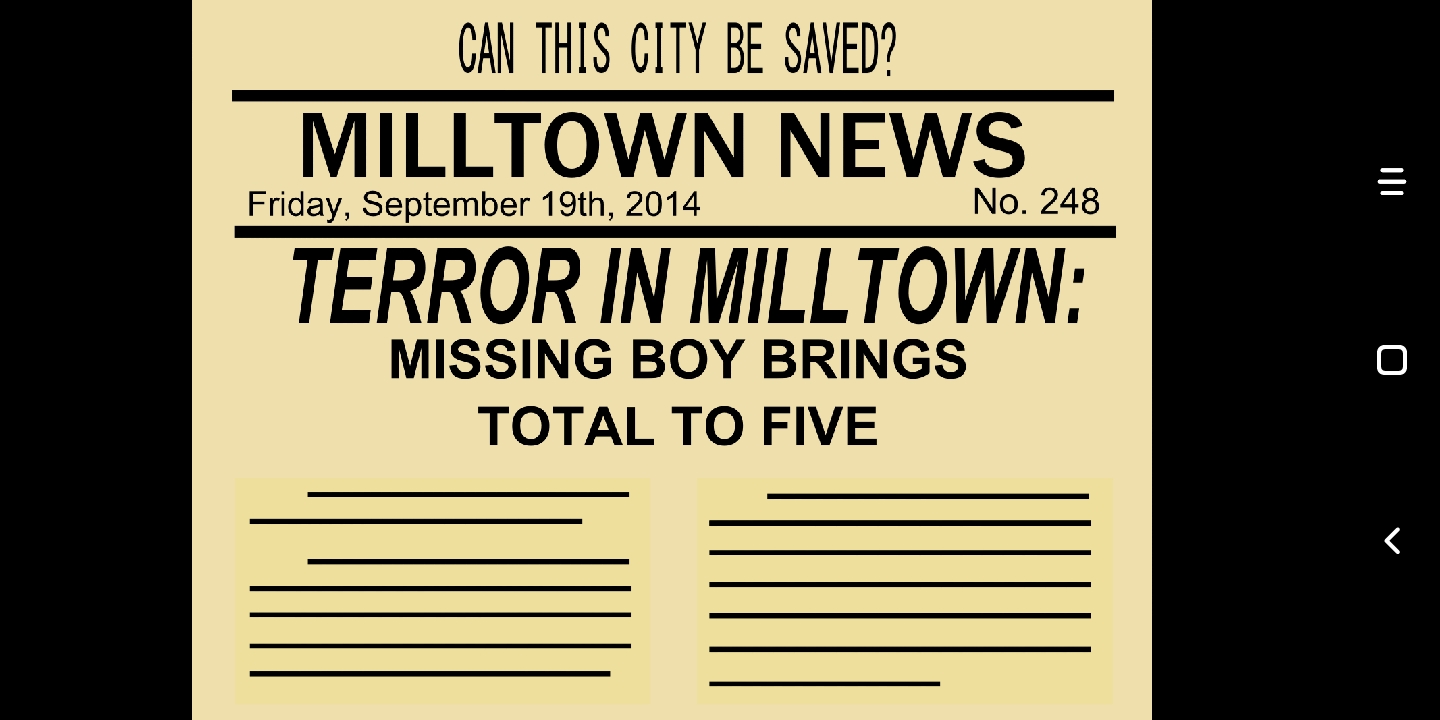 CAN THIS CITY BE SAVED?
MILLTOWN NEWS
Friday, September 19th, 2014 No. 248
TERROR IN MILLTOWN:
MISSING BOY BRINGS
TOTAL TO FIVE